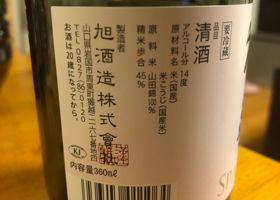 要冷蔵
品目 清酒
アルコール分 14度
原材料名 米(国産)
米こうじ(国産米)
原料米 山田錦100%
精米歩合 45%
製造者
旭酒造株式會社
山口県岩国市周東町獺越二一六七番地四
TEL 0827(86)0120
お酒は20歳になってから。
内容量360ml
SP